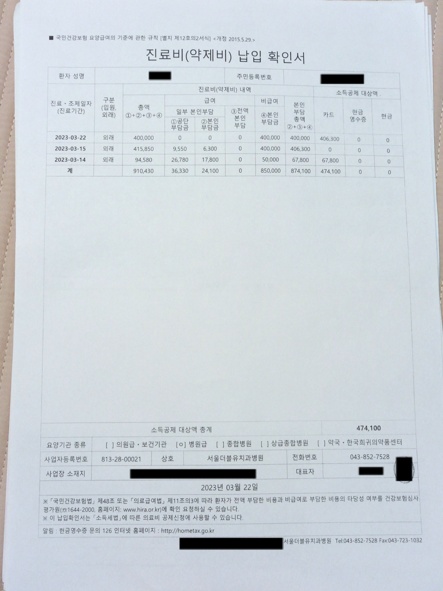 ■ 국민건강보험 요양급여의 기준에 관한 규칙 [별지 제12호의2서식] <개정 2015.5.29.>
진료비(약제비) 납입 확인서
환자 성명 주민등록번호
진료·조제일자 (진료기간) 구분 (입원, 외래) 진료비(약제비) 내역 소득공제 대상액
총액 ①+②+③+④ 급여 비급여 본인 부담 총액 ②+③+④ 카드 현금 영수증 현금
일부 본인부담 ③전액 본인 부담 ④본인 부담금
①공단 부담금 ②본인 부담금
2023-03-22 외래 400,000 0 0 0 400,000 400,000 406,300 0 0
2023-03-15 외래 415,850 9,550 6,300 0 400,000 406,300 0 0 0
2023-03-14 외래 94,580 26,780 17,800 0 50,000 67,800 67,800 0 0
계 910,430 36,330 24,100 0 850,000 874,100 474,100 0 0
소득공제 대상액 총계 474,100
요양기관 종류 [ ] 의원급·보건기관 [o] 병원급 [ ] 종합병원 [ ] 상급종합병원 [ ] 약국·한국희귀의약품센터
사업자등록번호 813-28-00021 상호 서울더블유치과병원 전화번호 043-852-7528
사업장 소재지 대표자
2023년 03월 22일
※「국민건강보험법」제48조 또는「의료급여법」제11조의3에 따라 환자가 전액 부담한 비용과 비급여로 부담한 비용의 타당성 여부를 건강보험심사
평가원(☏1644-2000, 홈페이지: www.hira.or.kr)에 확인 요청하실 수 있습니다.
※ 이 납입확인서는「소득세법」에 따른 의료비 공제신청에 사용할 수 있습니다.
알림 : 현금영수증 문의 126 인터넷 홈페이지 : http://hometax.go.kr
서울더블유치과병원 Tel:043-852-7528 Fax:043-723-1002